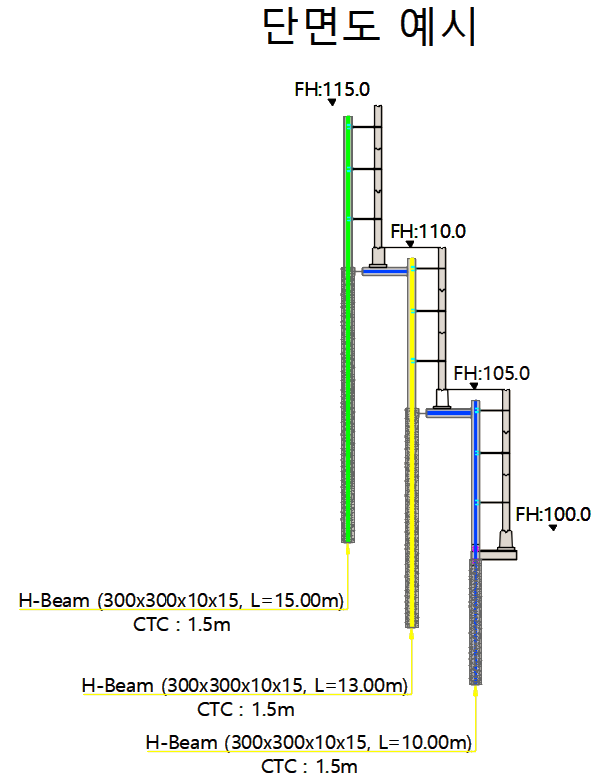 단면도 예시
FH:115.0
FH:110.0
FH:105.0
FH:100.0
H-Beam (300x300x10x15, L=15.00m)
CTC : 1.5m
H-Beam (300x300x10x15, L=13.00m)
CTC : 1.5m
H-Beam (300x300x10x15, L=10.00m)
CTC : 1.5m